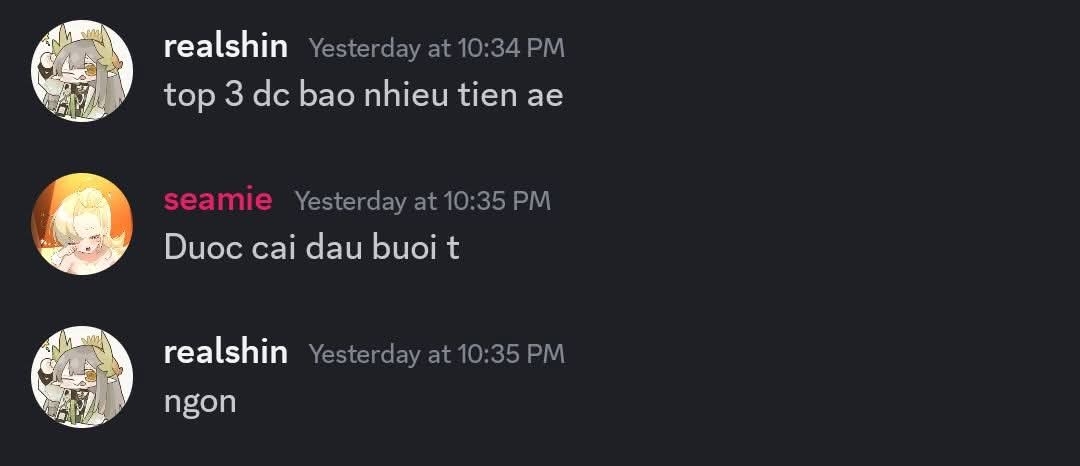 realshin Yesterday at 10:34 PM
top 3 dc bao nhieu tien ae
seamie Yesterday at 10:35 PM
Duoc cai dau buoi t
realshin Yesterday at 10:35 PM
ngon